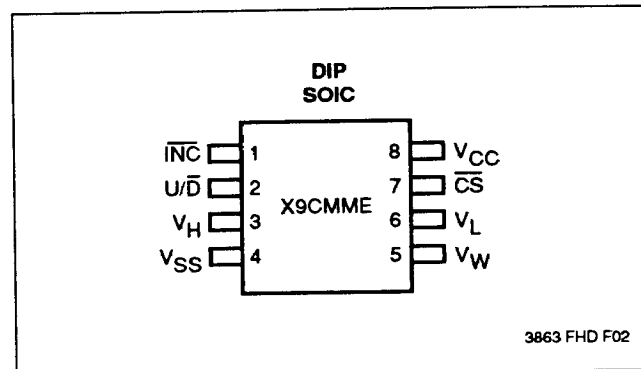 DIP
SOIC
INC 1 8 VCC
U/D 2 7 CS
X9CMME
VH 3 6 VL
VSS 4 5 VW
3863 FHD F02